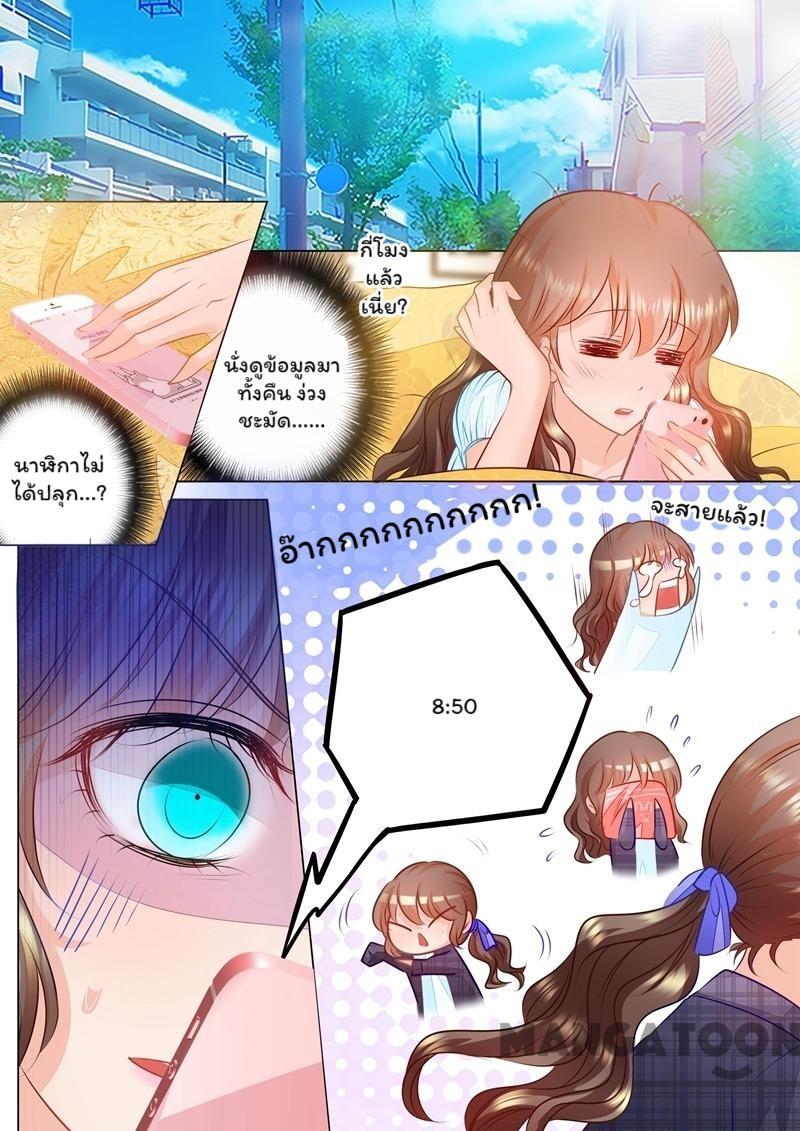 กี่โมง
แล้ว
เนี่ย?
นั่งดูข้อมูลมา
ทั้งคืน ง่วง
ชะมัด......
นาฬิกาไม่
ได้ปลุก...?
อ๊ากกกกกกกกกก!
จะสายแล้ว!
8:50
MANGATOON